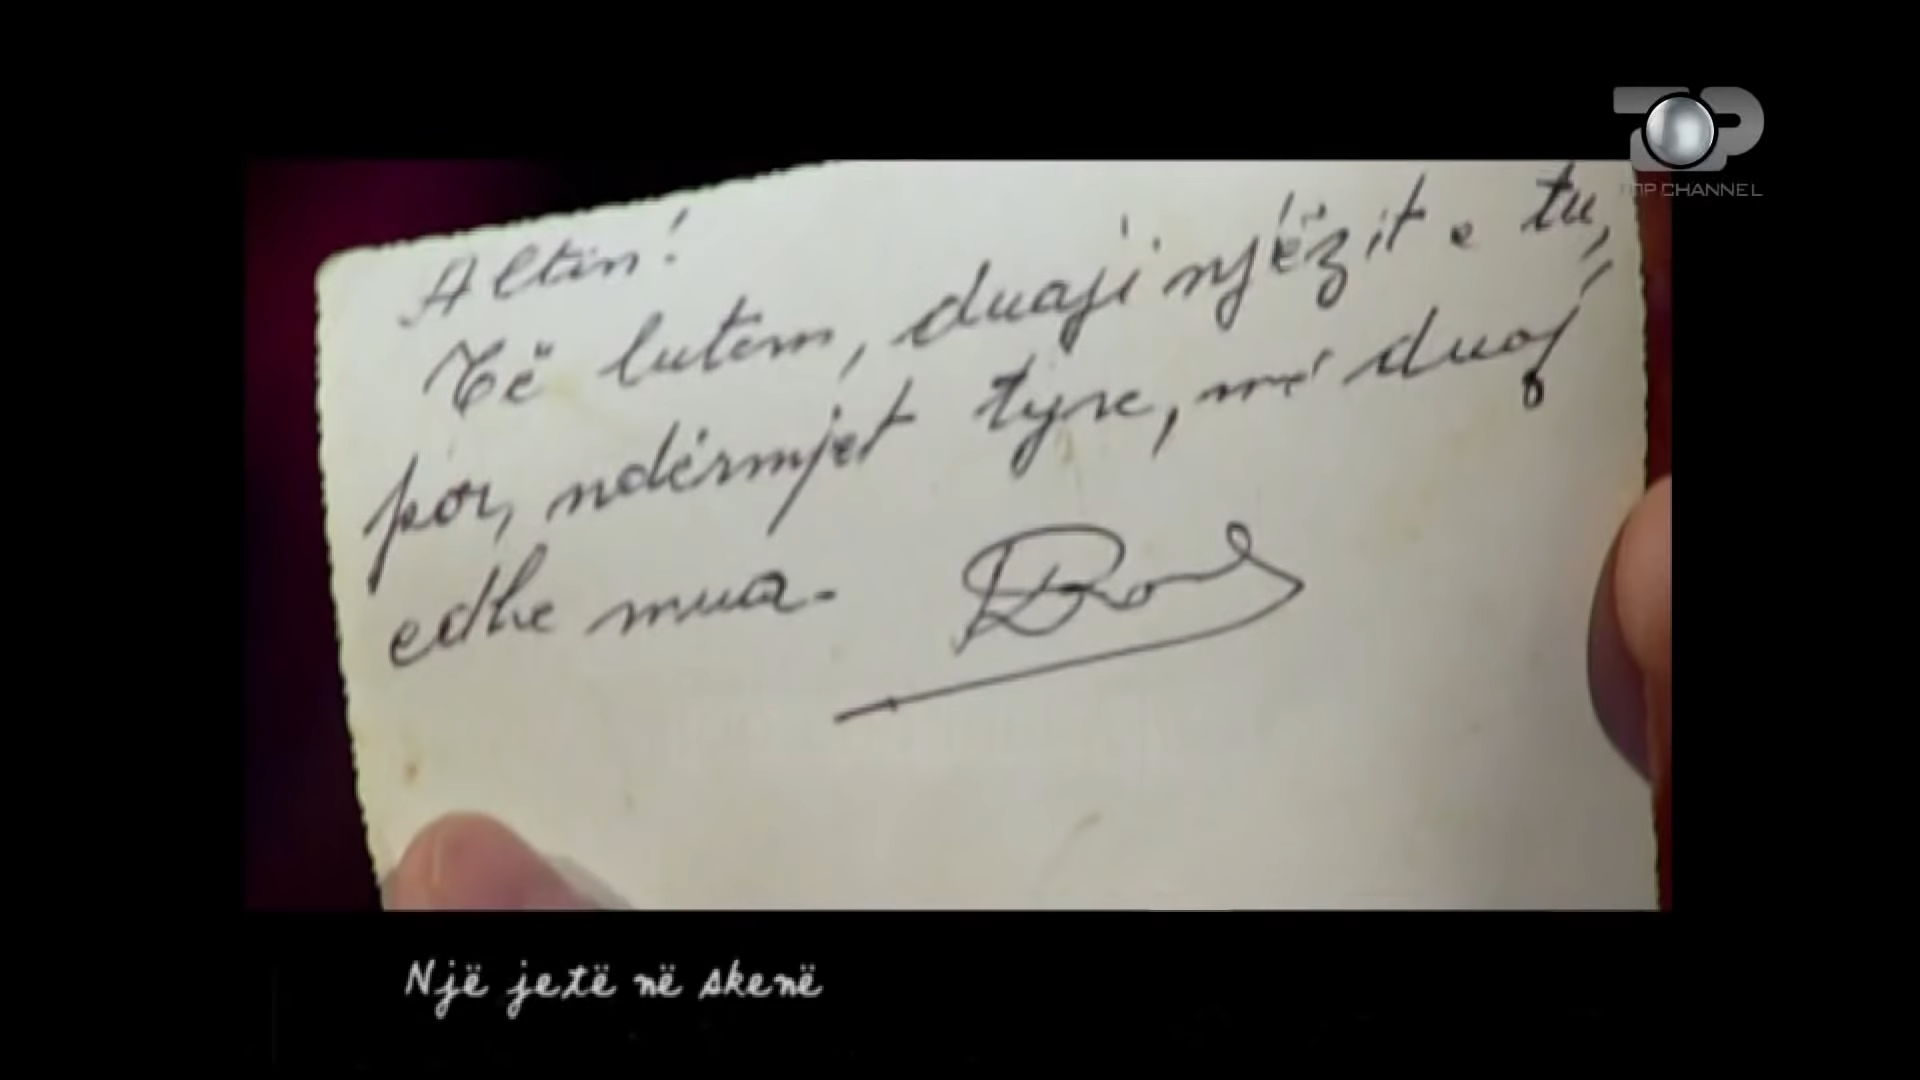 TOP CHANNEL
Altin!
Të lutem, duaji njëzit e tu,
por, ndërmjet tyre, më duaj
edhe mua.
Një jetë në skenë